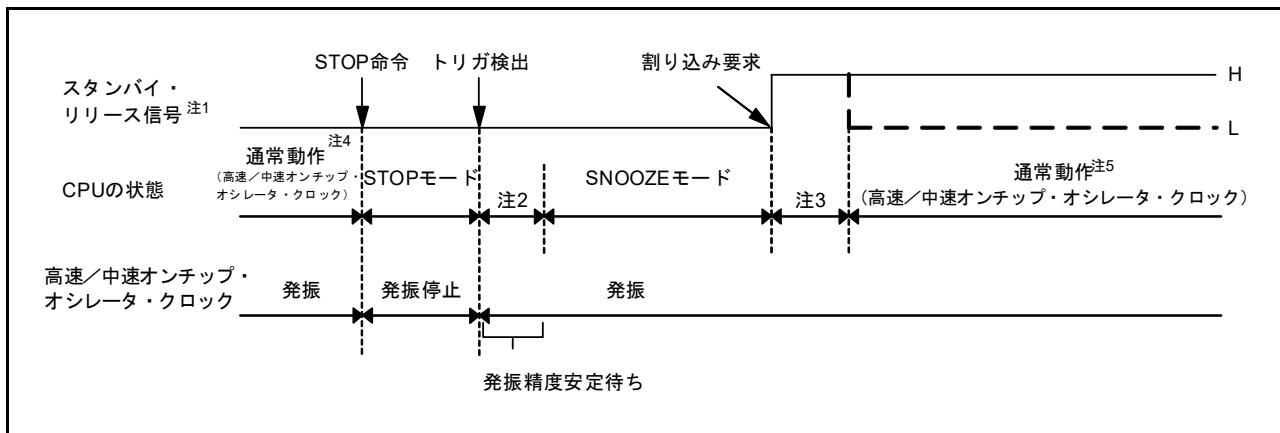 STOP命令 トリガ検出 割り込み要求
スタンバイ・
リリース信号 注1
H
L
通常動作注4
(高速／中速オンチップ・
オシレータ・クロック)
CPUの状態
STOPモード
注2
SNOOZEモード
注3
通常動作注5
(高速／中速オンチップ・オシレータ・クロック)
高速／中速オンチップ・
オシレータ・クロック
発振 発振停止 発振
発振精度安定待ち